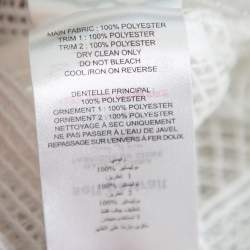 MAIN FABRIC : 100% POLYESTER
TRIM 1 : 100% POLYESTER
TRIM 2 : 100% POLYESTER
DRY CLEAN ONLY
DO NOT BLEACH
COOL IRON ON REVERSE
DENTELLE PRINCIPAL
: 100% POLYESTER
ORNEMENT 1 : 100% POLYESTER
ORNEMENT 2 : 100% POLYESTER
NETTOYAGE À SEC UNIQUEMENT
NE PAS PASSER À L'EAU DE JAVEL
REPASSAGE SUR L'ENVERS À FER DOUX